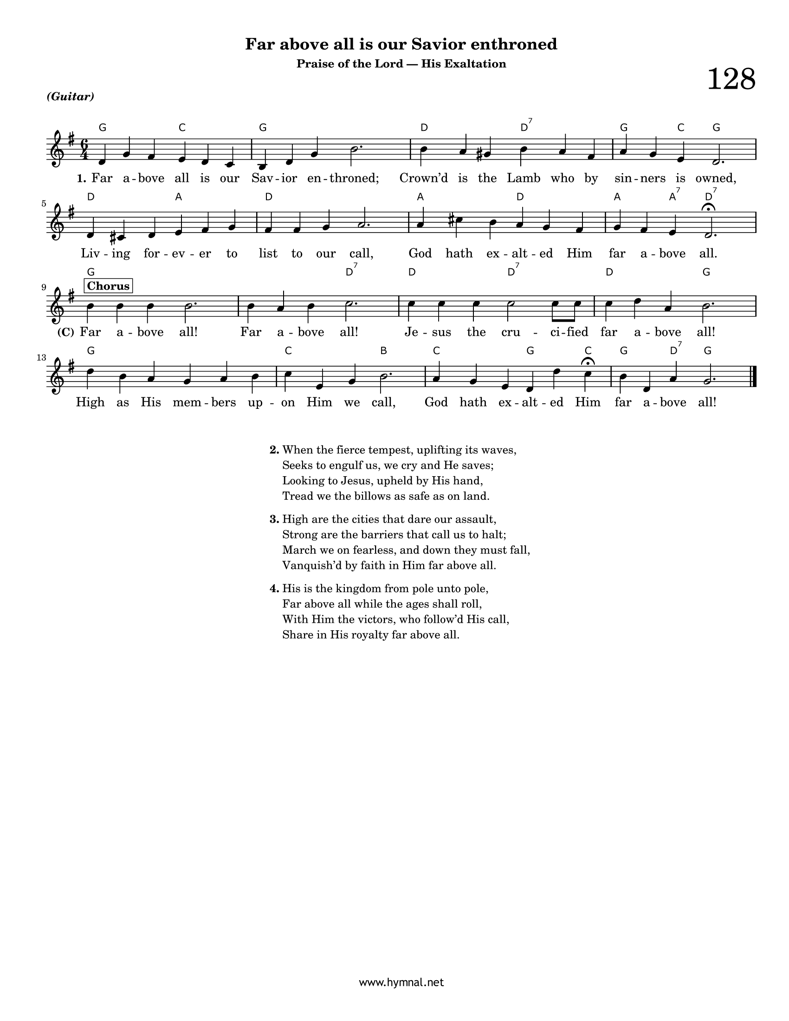 Far above all is our Savior enthroned
Praise of the Lord — His Exaltation
128
(Guitar)
G C G D D7 G C G
6 4
1. Far a - bove all is our Sav - ior en - throned; Crown'd is the Lamb who by sin - ners is owned,
D A D A D A A7 D7
5
Liv - ing for - ev - er to list to our call, God hath ex - alt - ed Him far a - bove all.
G D7 D D7 D G
9 Chorus
(C) Far a - bove all! Far a - bove all! Je - sus the cru - ci - fied far a - bove all!
G C B C G C G D7 G
13
High as His mem - bers up - on Him we call, God hath ex - alt - ed Him far a - bove all!
2. When the fierce tempest, uplifting its waves,
Seeks to engulf us, we cry and He saves;
Looking to Jesus, upheld by His hand,
Tread we the billows as safe as on land.
3. High are the cities that dare our assault,
Strong are the barriers that call us to halt;
March we on fearless, and down they must fall,
Vanquish'd by faith in Him far above all.
4. His is the kingdom from pole unto pole,
Far above all while the ages shall roll,
With Him the victors, who follow'd His call,
Share in His royalty far above all.
www.hymnal.net